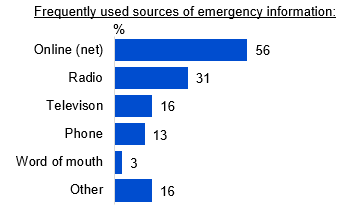 Frequently used sources of emergency information:
%
Online (net) 56
Radio 31
Televison 16
Phone 13
Word of mouth 3
Other 16